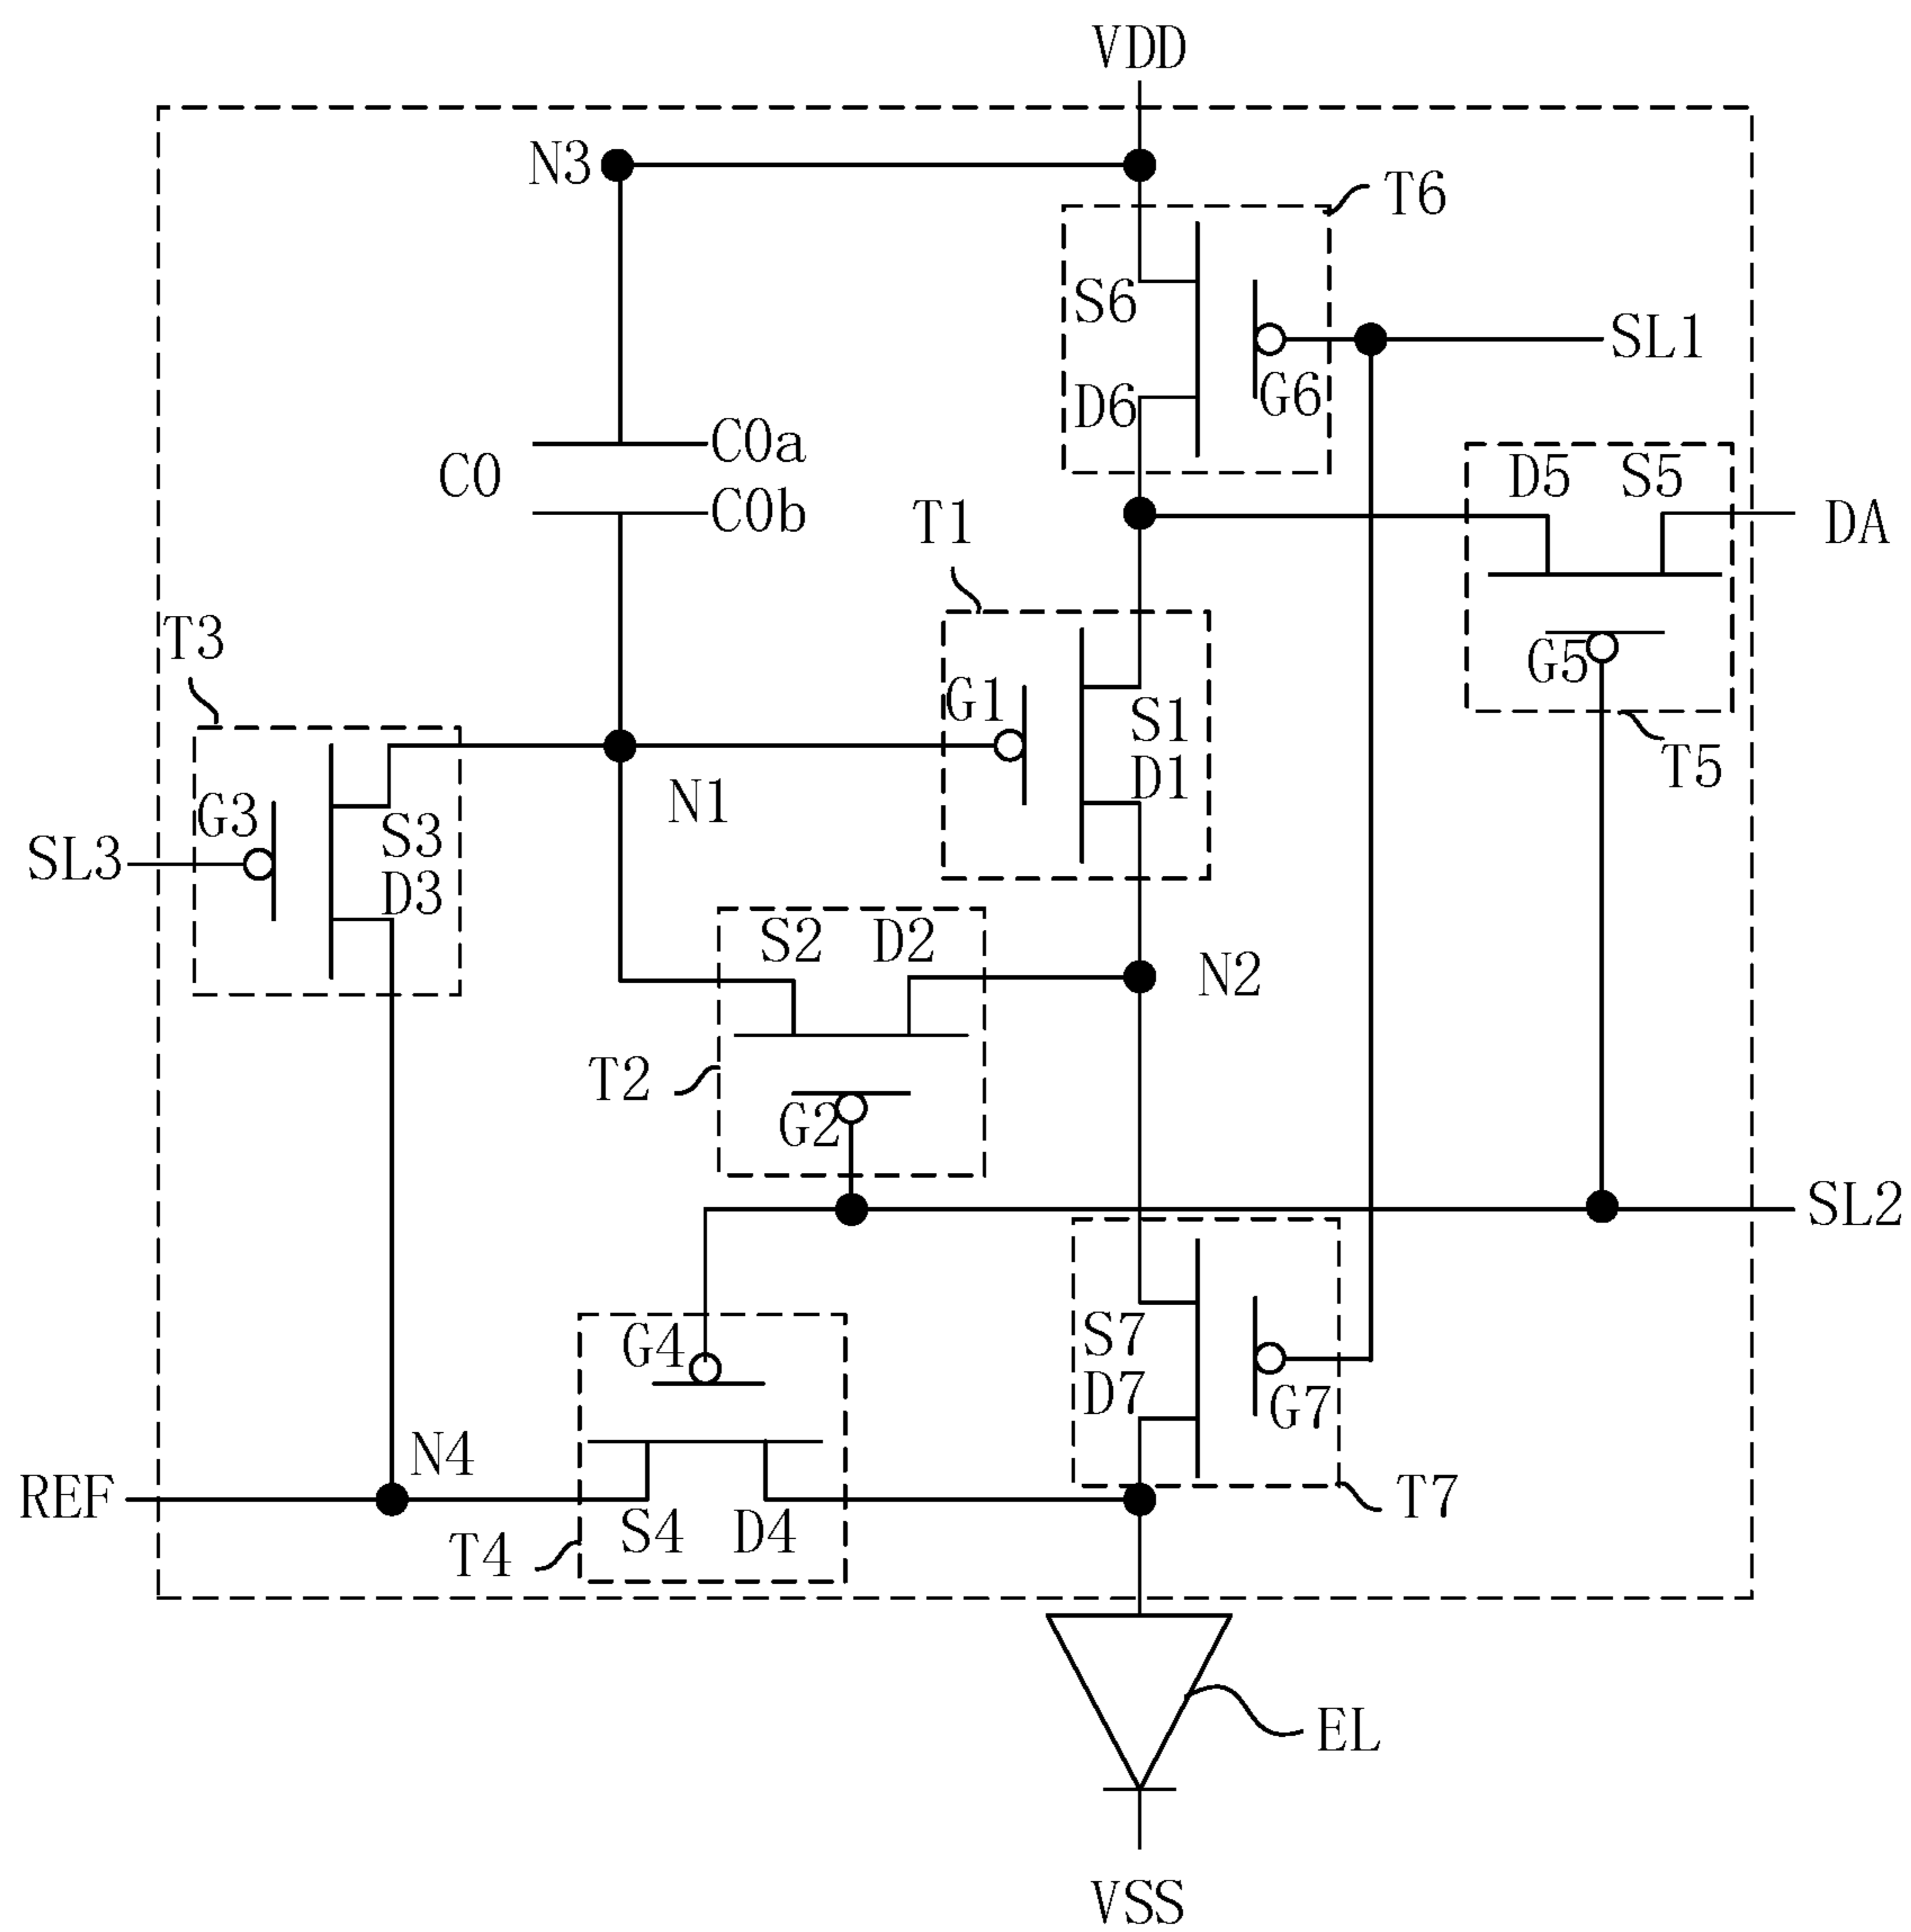 VDD
N3
T6
S6
SL1
D6
G6
C0a
C0
C0b
D5
S5
T1
DA
T3
G5
G1
S1
T5
D1
N1
G3
S3
SL3
D3
S2
D2
N2
T2
G2
SL2
G4
S7
D7
G7
N4
REF
T7
S4
D4
T4
EL
VSS